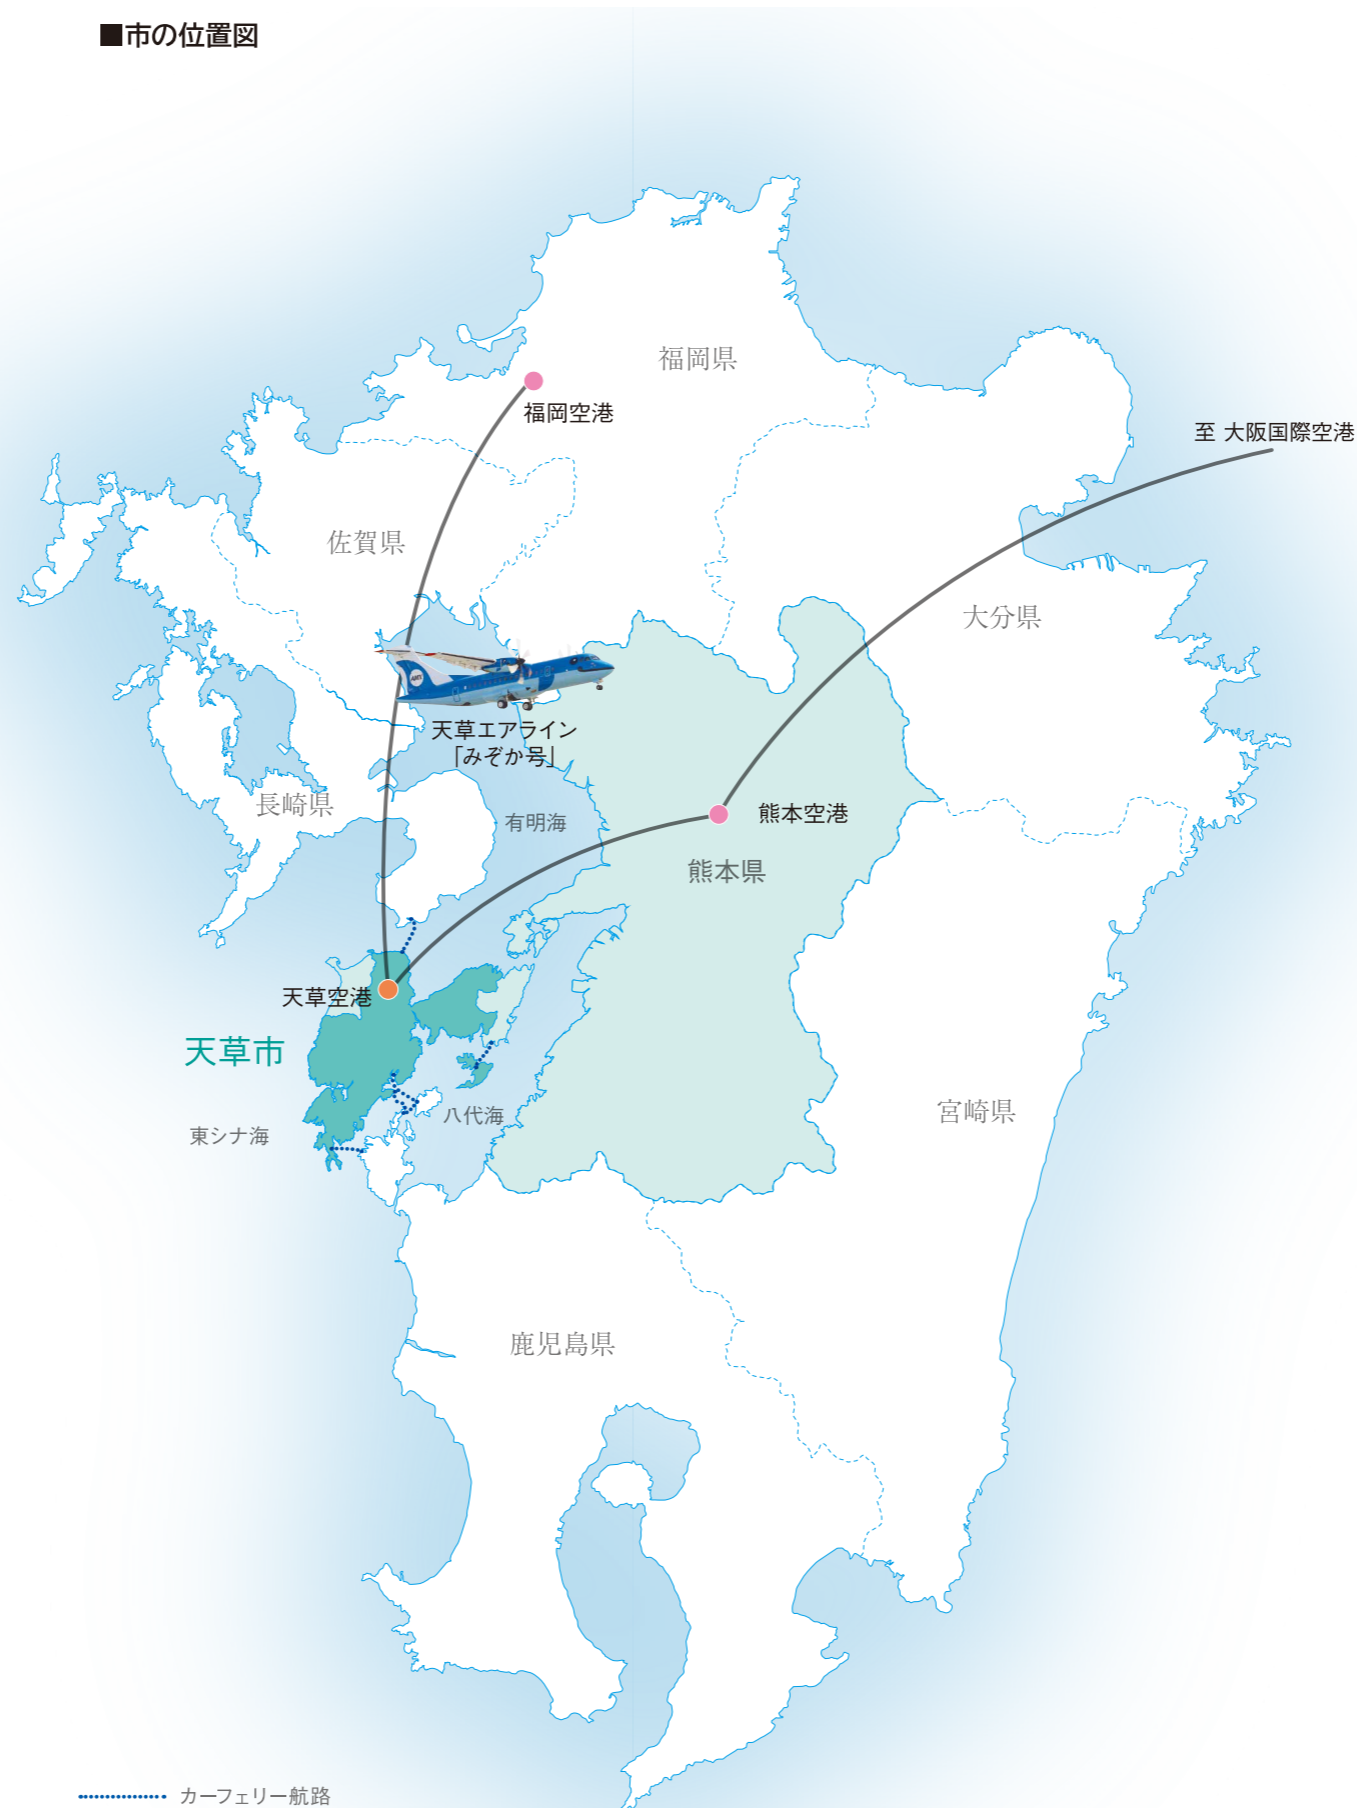 ■市の位置図
福岡県
福岡空港
至 大阪国際空港
佐賀県
大分県
天草エアライン
「みぞか号」
長崎県
有明海
熊本空港
熊本県
天草空港
天草市
八代海
東シナ海
宮崎県
鹿児島県
カーフェリー航路